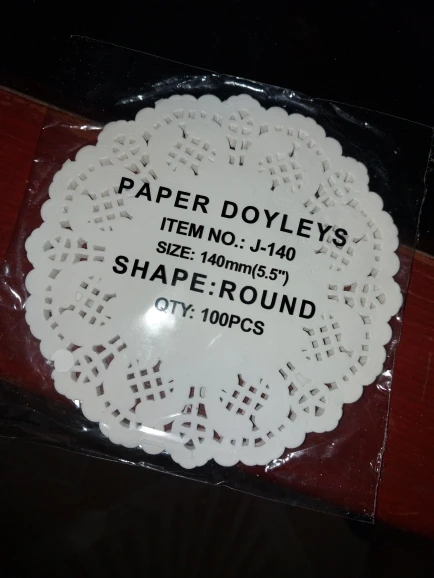 PAPER DOYLEYS
ITEM NO.: J-140
SIZE: 140mm(5.5")
SHAPE:ROUND
QTY: 100PCS